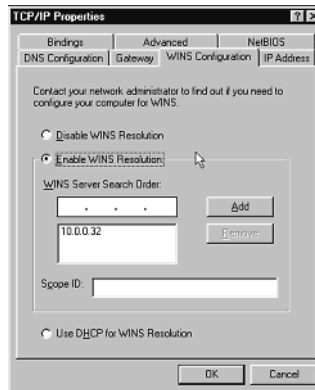 TCP/IP Properties
Bindings Advanced NetBIOS
DNS Configuration Gateway WINS Configuration IP Address
Contact your network administrator to find out if you need to
configure your computer for WINS.
Disable WINS Resolution
Enable WINS Resolution:
WINS Server Search Order:
. . .
Add
10.0.0.32
Remove
Scope ID:
Use DHCP for WINS Resolution
OK Cancel